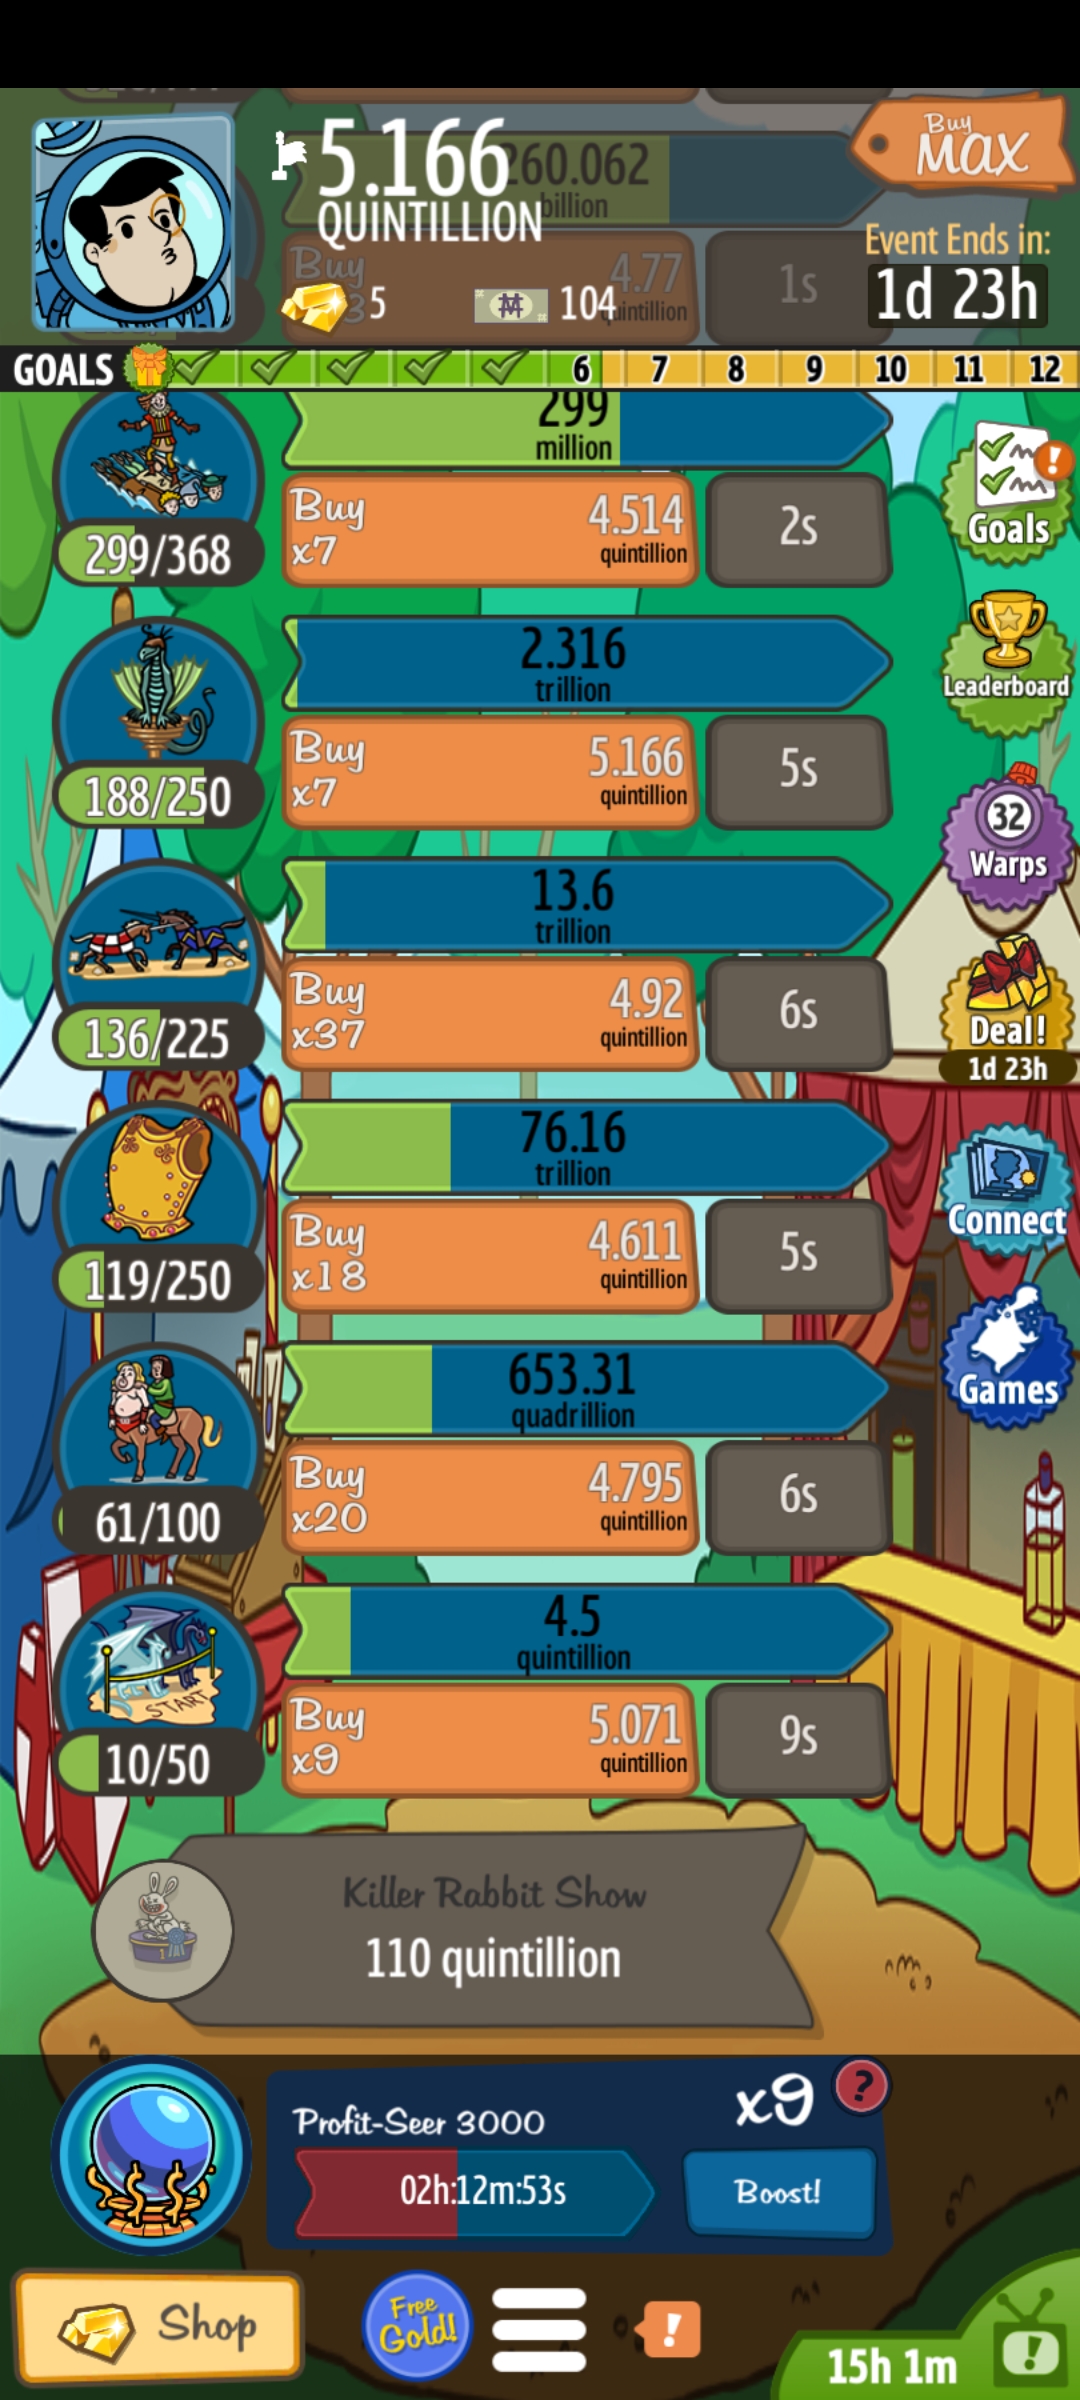 5.166
QUINTILLION
260.062
billion
Buy
MAX
Event Ends in:
1d 23h
Buy
4.77
quintillion
1s
5
104
GOALS
6
7
8
9
10
11
12
299
million
Buy
x7
4.514
quintillion
2s
299/368
Goals
2.316
trillion
Buy
x7
5.166
quintillion
5s
188/250
Leaderboard
32
Warps
13.6
trillion
Buy
x37
4.92
quintillion
6s
136/225
Deal!
1d 23h
76.16
trillion
Buy
x18
4.611
quintillion
5s
119/250
Connect
653.31
quadrillion
Buy
x20
4.795
quintillion
6s
61/100
Games
4.5
quintillion
START
Buy
x9
5.071
quintillion
9s
10/50
Killer Rabbit Show
110 quintillion
Profit-Seer 3000
x9
?
02h:12m:53s
Boost!
Shop
Free
Gold!
!
15h 1m